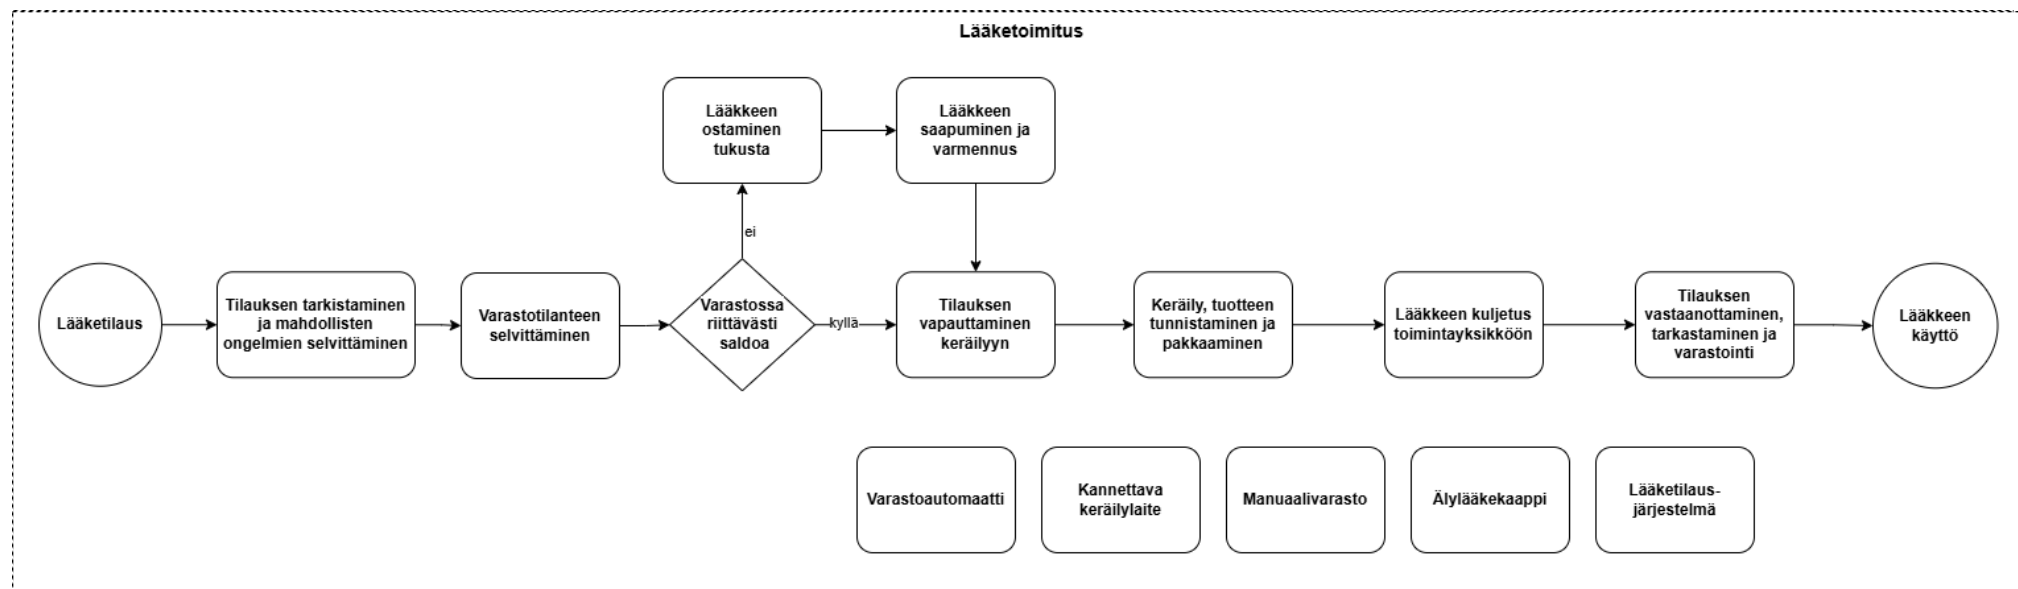 Lääketoimitus
Lääkkeen
ostaminen
tukusta
Lääkkeen
saapuminen ja
varmennus
ei
Lääketilaus
Tilauksen tarkistaminen
ja mahdollisten
ongelmien selvittäminen
Varastotilanteen
selvittäminen
Varastossa
riittävästi
saldoa
kyllä
Tilauksen
vapauttaminen
keräilyyn
Keräily, tuotteen
tunnistaminen ja
pakkaaminen
Lääkkeen kuljetus
toimintayksikköön
Tilauksen
vastaanottaminen,
tarkastaminen ja
varastointi
Lääkkeen
käyttö
Varastoautomaatti
Kannettava
keräilylaite
Manuaalivarasto
Älylääkekaappi
Lääketilaus-
järjestelmä